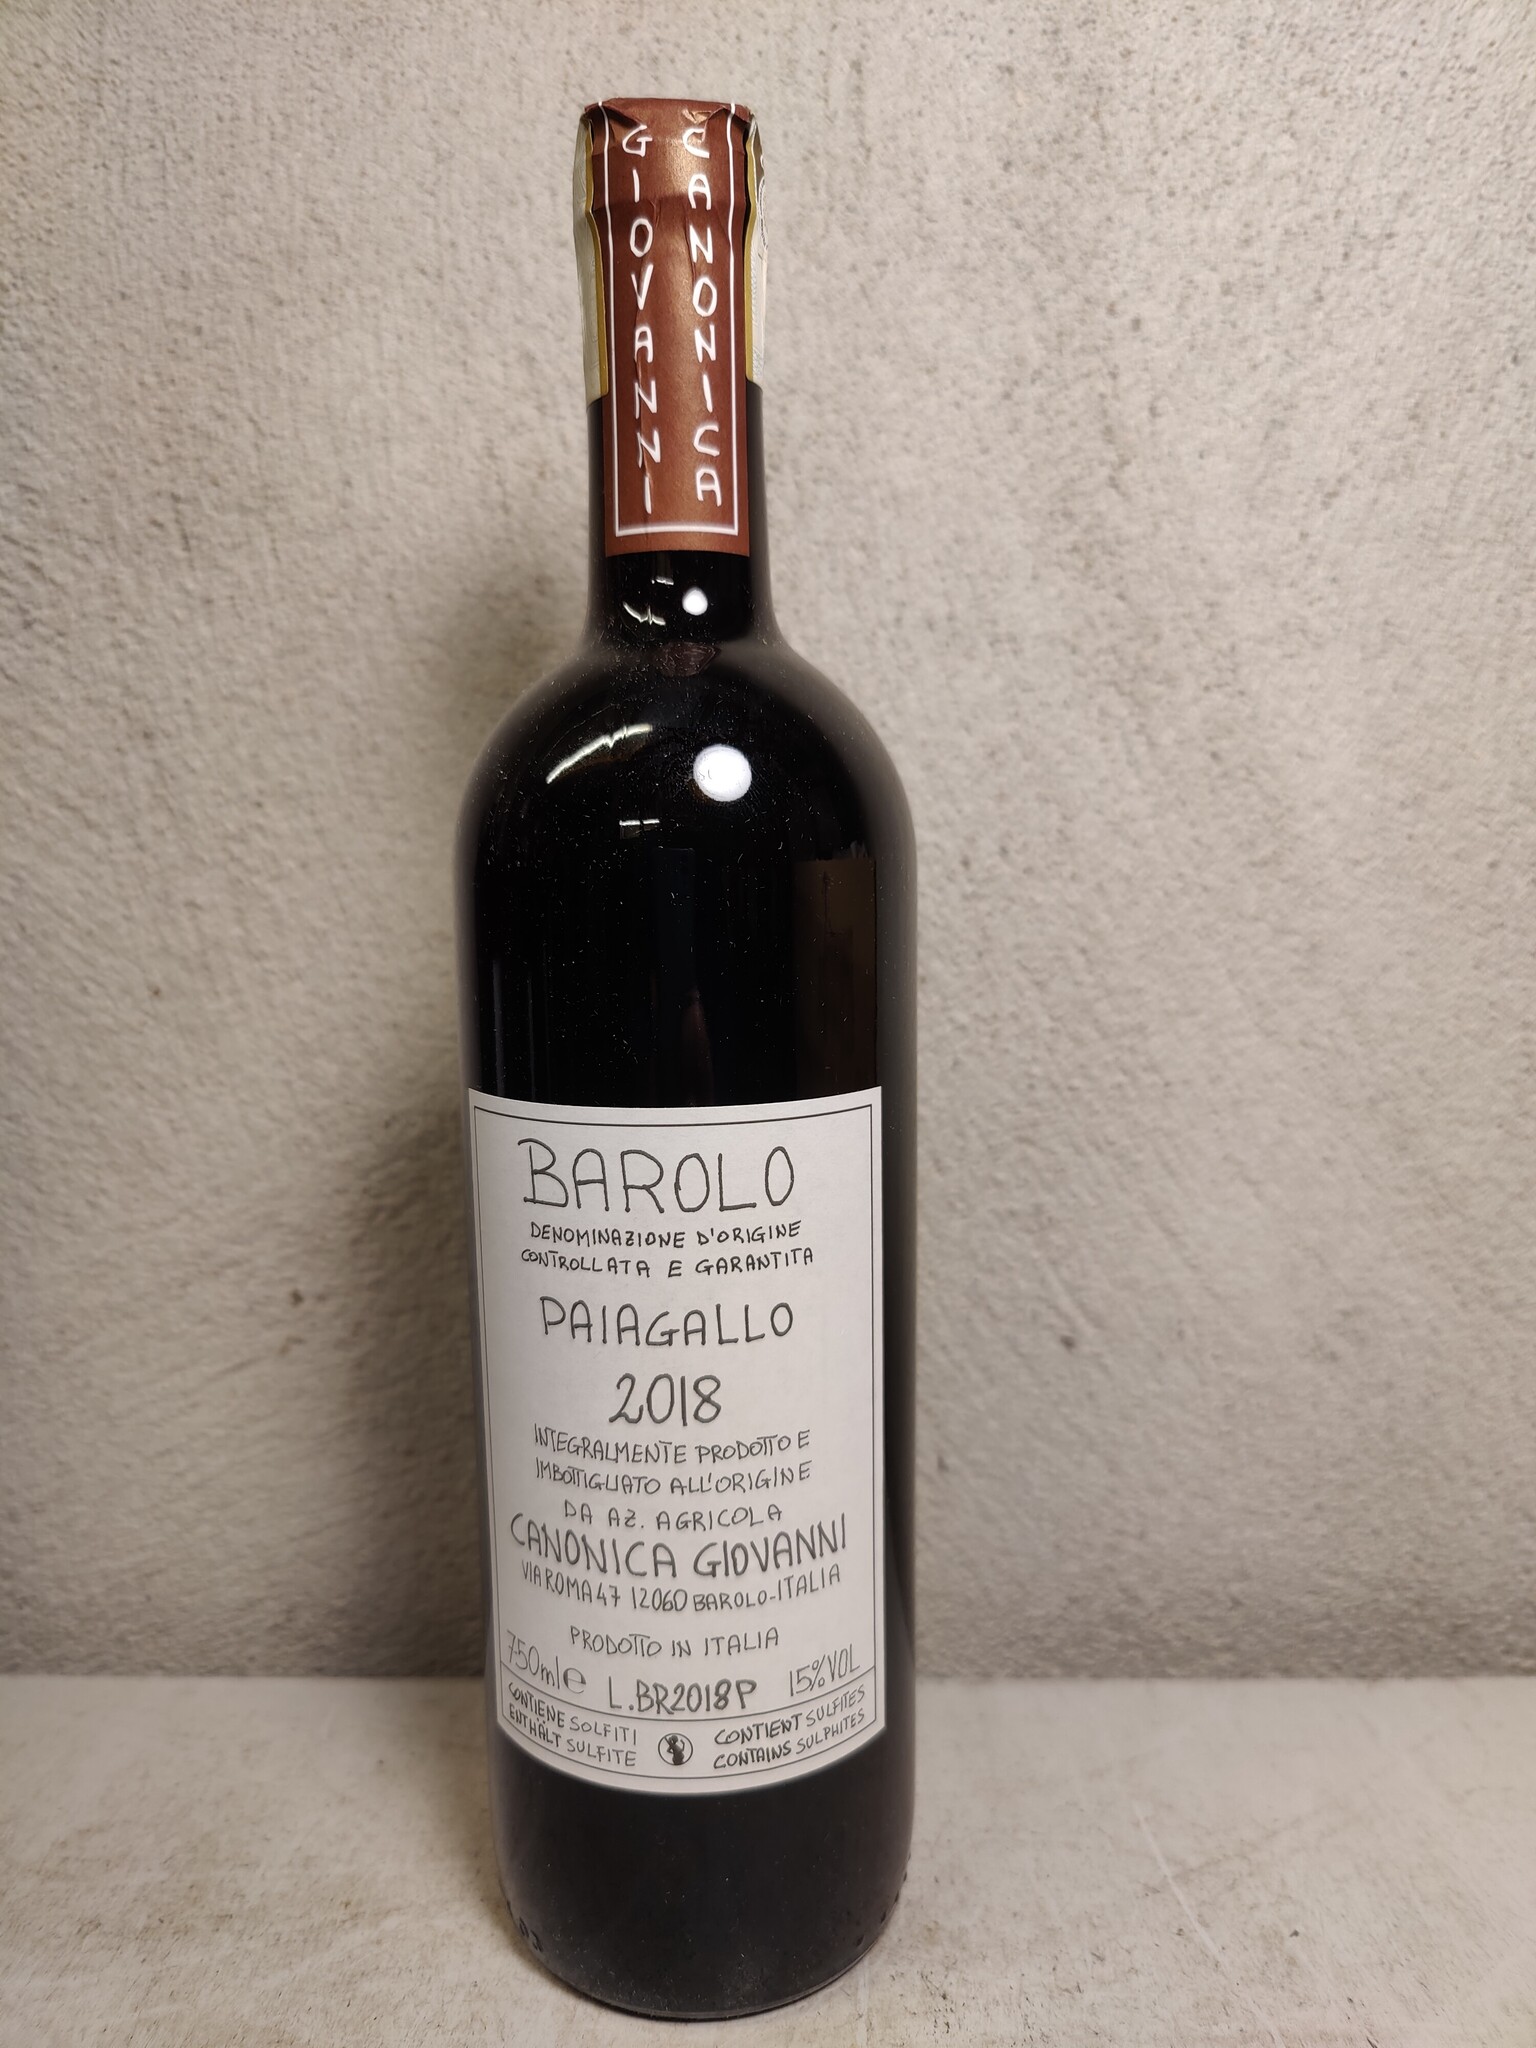 GIOVANNI
CANONICA
BAROLO
DENOMINAZIONE D'ORIGINE
CONTROLLATA E GARANTITA
PAIAGALLO
2018
INTEGRALMENTE PRODOTTO E
IMBOTTIGLIATO ALL'ORIGINE
DA AZ. AGRICOLA
CANONICA GIOVANNI
VIA ROMA 47 12060 BAROLO-ITALIA
PRODOTTO IN ITALIA
750ml e L.BR2018P 15%VOL
CONTIENE SOLFITI
ENTHÄLT SULFITE
CONTIENT SULFITES
CONTAINS SULPHITES